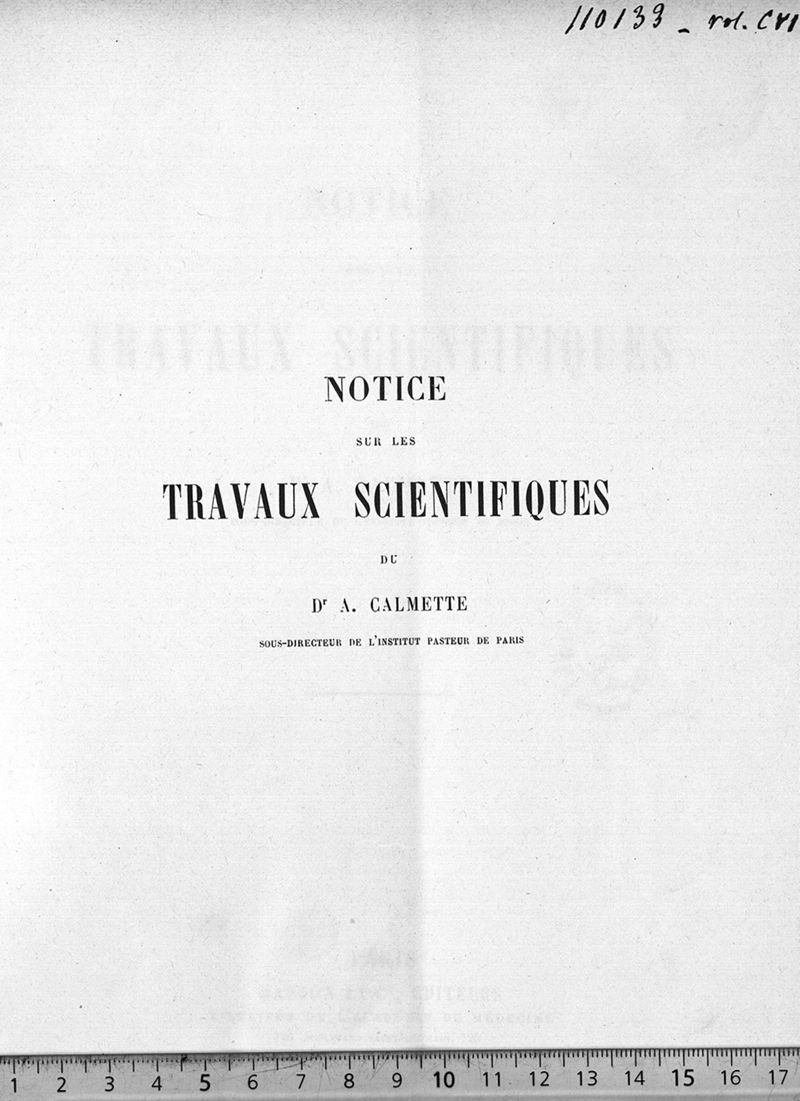 110133 - vol. CVI
NOTICE
SUR LES
TRAVAUX SCIENTIFIQUES
DU
Dr A. CALMETTE
SOUS-DIRECTEUR DE L'INSTITUT PASTEUR DE PARIS
1 2 3 4 5 6 7 8 9 10 11 12 13 14 15 16 17